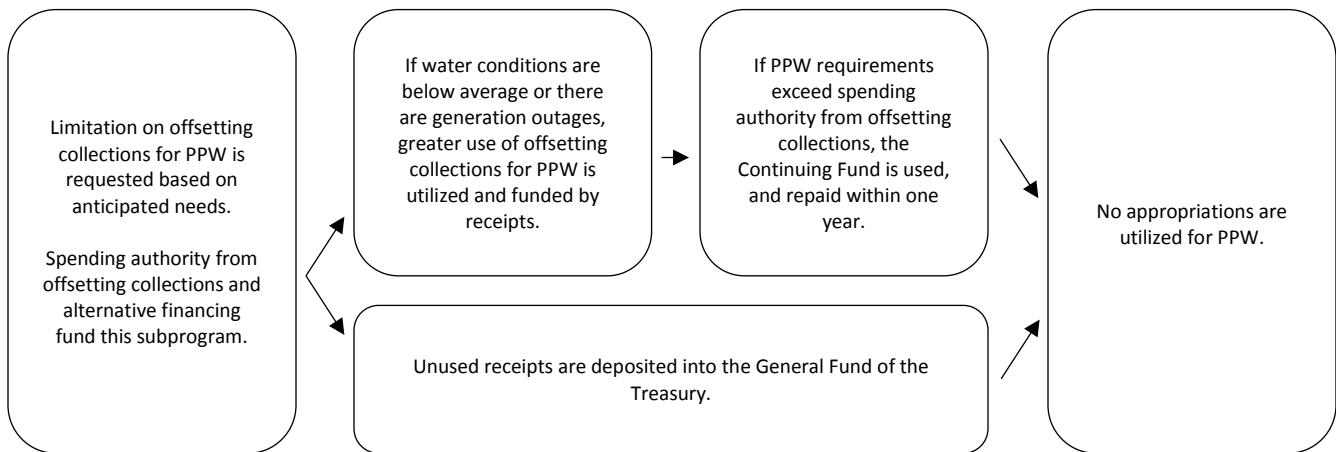 Limitation on offsetting
collections for PPW is
requested based on
anticipated needs.
Spending authority from
offsetting collections and
alternative financing
fund this subprogram.
If water conditions are
below average or there
are generation outages,
greater use of offsetting
collections for PPW is
utilized and funded by
receipts.
If PPW requirements
exceed spending
authority from offsetting
collections, the
Continuing Fund is used,
and repaid within one
year.
Unused receipts are deposited into the General Fund of the
Treasury.
No appropriations are
utilized for PPW.